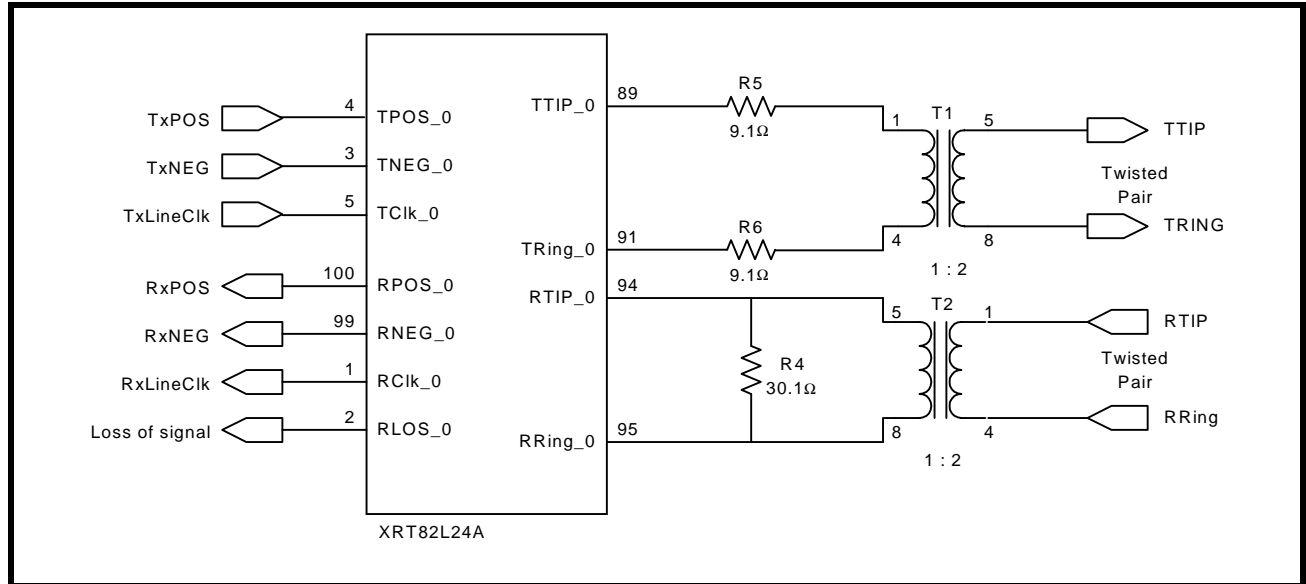 TxPOS
4
TPOS_0
TxNEG
3
TNEG_0
TxLineClk
5
TClk_0
RxPOS
100
RPOS_0
RxNEG
99
RNEG_0
RxLineClk
1
RClk_0
Loss of signal
2
RLOS_0
TTIP_0
89
TRing_0
91
RTIP_0
94
RRing_0
95
XRT82L24A
R5
9.1Ω
R6
9.1Ω
R4
30.1Ω
T1
1
4
5
8
1 : 2
TTIP
Twisted
Pair
TRING
T2
5
8
1
4
1 : 2
RTIP
Twisted
Pair
RRing